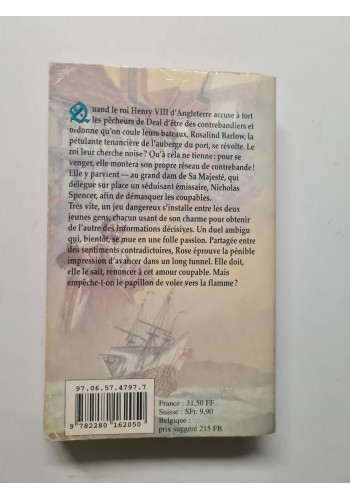 Quand le roi Henry VIII d'Angleterre accuse à tort
les pêcheurs de Deal d'être des contrebandiers et
ordonne qu'on coule leurs bateaux, Rosalind Barlow, la
pétulante tenancière de l'auberge du port, se révolte. Le
roi leur cherche noise ? Qu'à cela ne tienne : pour se
venger, elle montera son propre réseau de contrebande !
Elle y parvient — au grand dam de Sa Majesté, qui
délègue sur place un séduisant émissaire, Nicholas
Spencer, afin de démasquer les coupables.
Très vite, un jeu dangereux s'installe entre les deux
jeunes gens, chacun usant de son charme pour obtenir
de l'autre des informations décisives. Un duel ambigu
qui, bientôt, se mue en une folle passion. Partagée entre
des sentiments contradictoires, Rose éprouve la pénible
impression d'avancer dans un long tunnel. Elle doit,
elle le sait, renoncer à cet amour coupable. Mais
empêche-t-on le papillon de voler vers la flamme ?
97.06.57.4797.7
9 782280 162050
France : 31,50 FF
Suisse : SFr. 9,90
Belgique :
prix suggéré 215 FB